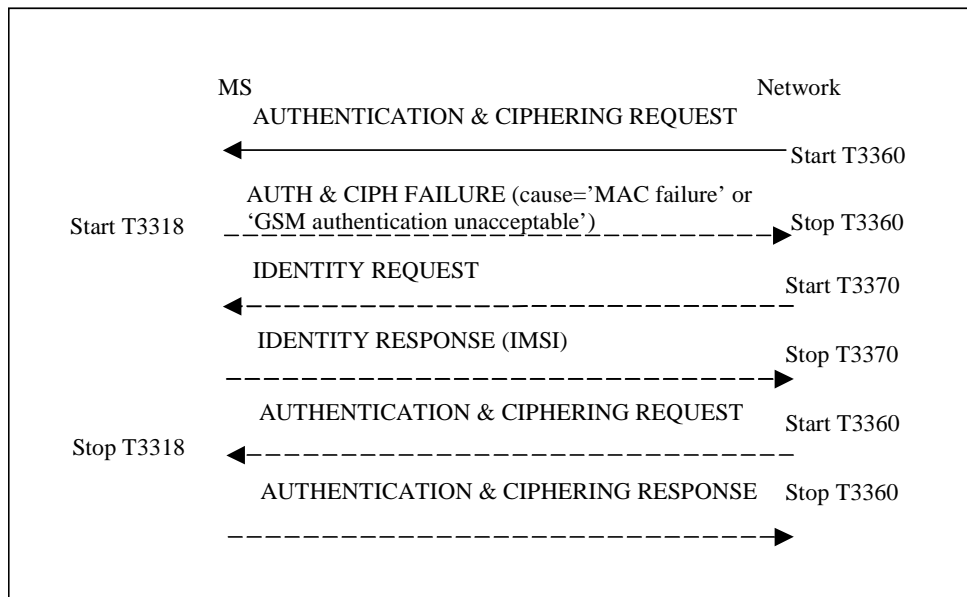 MS Network
AUTHENTICATION & CIPHERING REQUEST
Start T3360
AUTH & CIPH FAILURE (cause=’MAC failure’ or
‘GSM authentication unacceptable’)
Start T3318
Stop T3360
IDENTITY REQUEST
Start T3370
IDENTITY RESPONSE (IMSI)
Stop T3370
AUTHENTICATION & CIPHERING REQUEST
Start T3360
Stop T3318
AUTHENTICATION & CIPHERING RESPONSE
Stop T3360